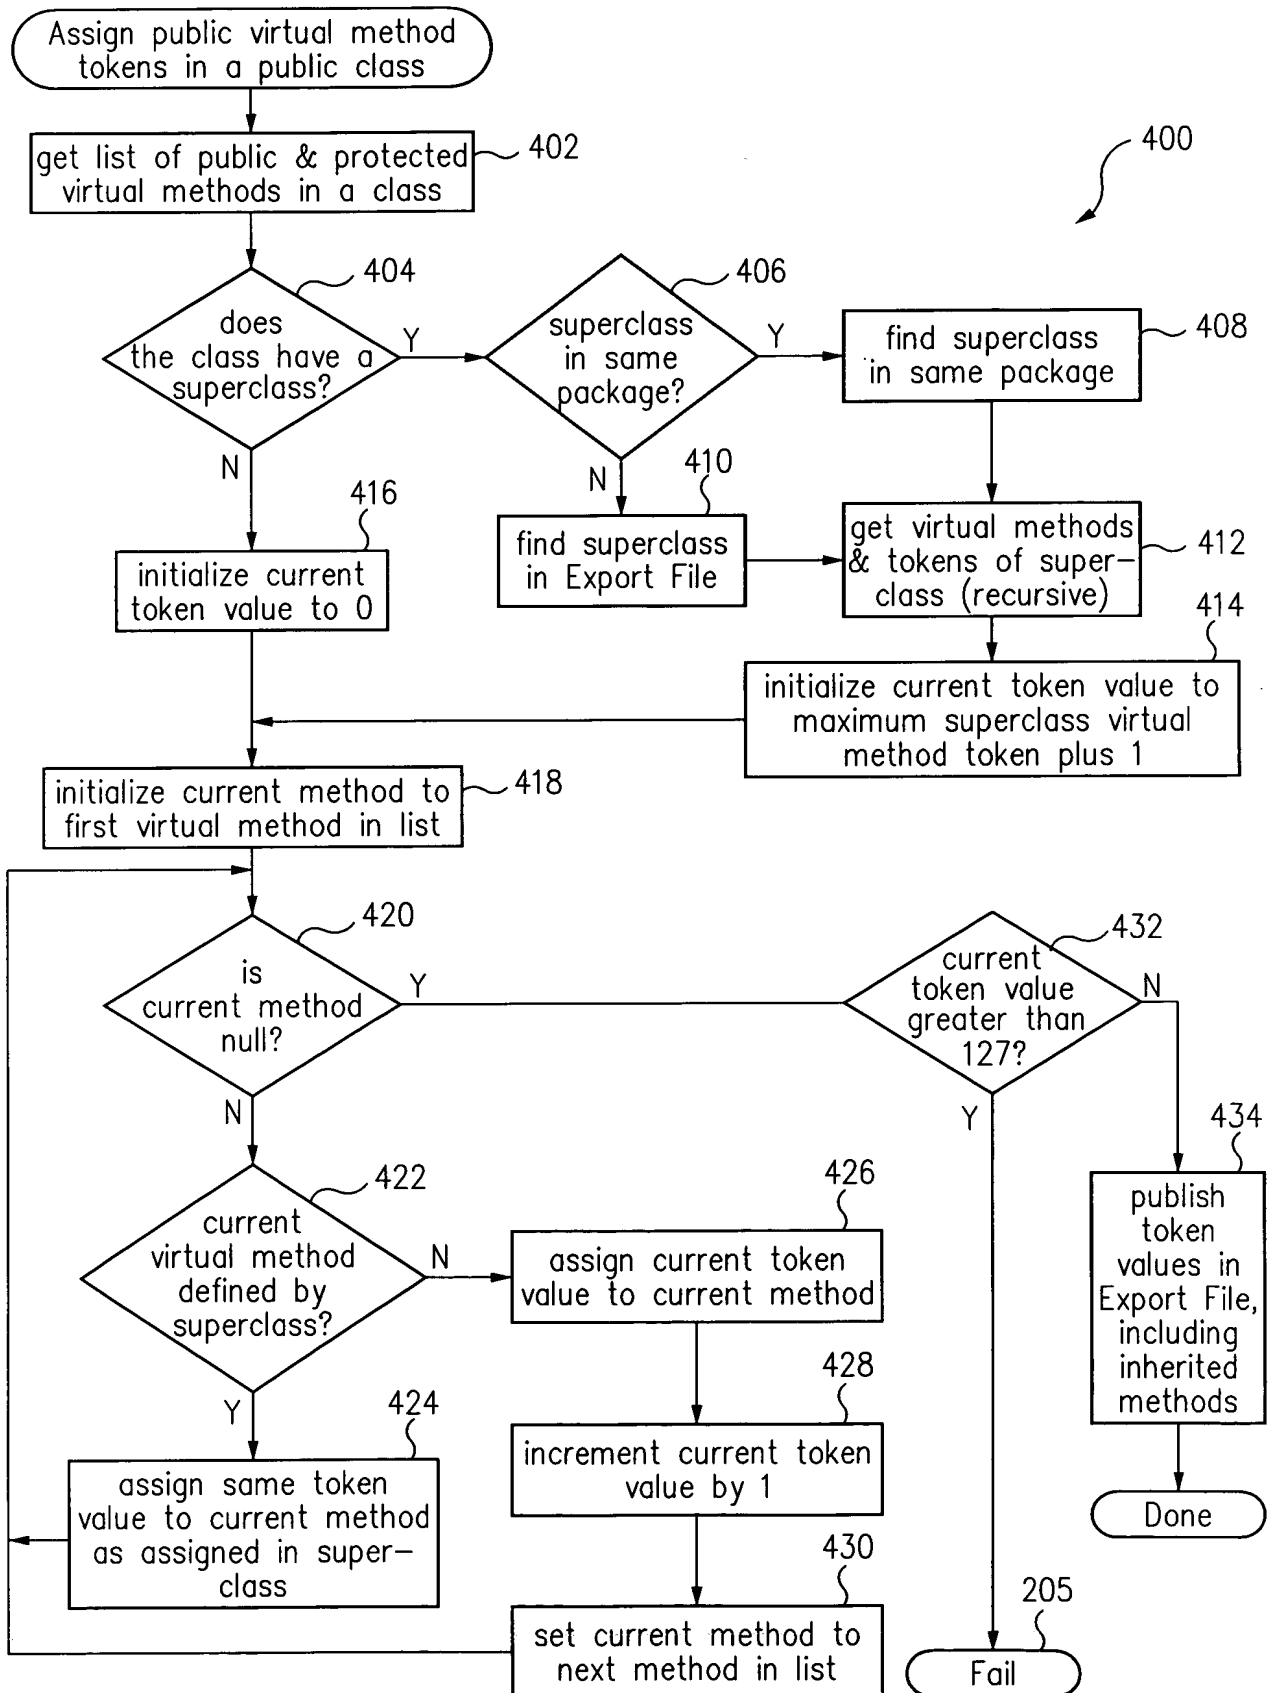 Assign public virtual method
tokens in a public class
400
get list of public & protected
virtual methods in a class
402
404
does
the class have a
superclass?
Y
N
406
superclass
in same
package?
Y
N
find superclass
in same package
408
410
find superclass
in Export File
get virtual methods
& tokens of super-
class (recursive)
412
414
initialize current token value to
maximum superclass virtual
method token plus 1
416
initialize current
token value to 0
initialize current method to
first virtual method in list
418
420
is
current method
null?
Y
N
432
current
token value
greater than
127?
N
Y
434
publish
token
values in
Export File,
including
inherited
methods
Done
422
current
virtual method
defined by
superclass?
N
Y
426
assign current token
value to current method
428
increment current token
value by 1
424
assign same token
value to current method
as assigned in super-
class
430
set current method to
next method in list
205
Fail